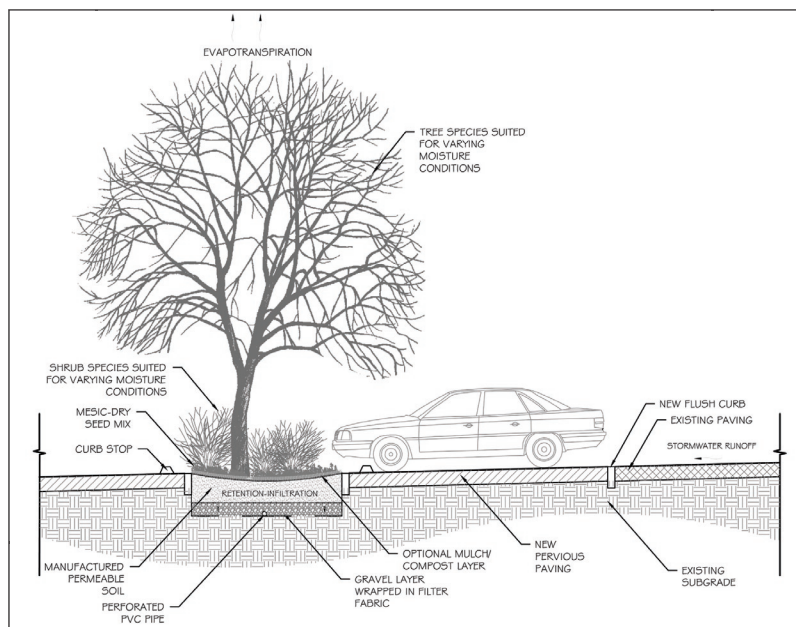 EVAPOTRANSPIRATION
TREE SPECIES SUITED
FOR VARYING
MOISTURE
CONDITIONS
SHRUB SPECIES SUITED
FOR VARYING MOISTURE
CONDITIONS
MESIC-DRY
SEED MIX
CURB STOP
NEW FLUSH CURB
EXISTING PAVING
STORMWATER RUNOFF
RETENTION-INFILTRATION
MANUFACTURED
PERMEABLE
SOIL
PERFORATED
PVC PIPE
GRAVEL LAYER
WRAPPED IN FILTER
FABRIC
OPTIONAL MULCH/
COMPOST LAYER
NEW
PERVIOUS
PAVING
EXISTING
SUBGRADE